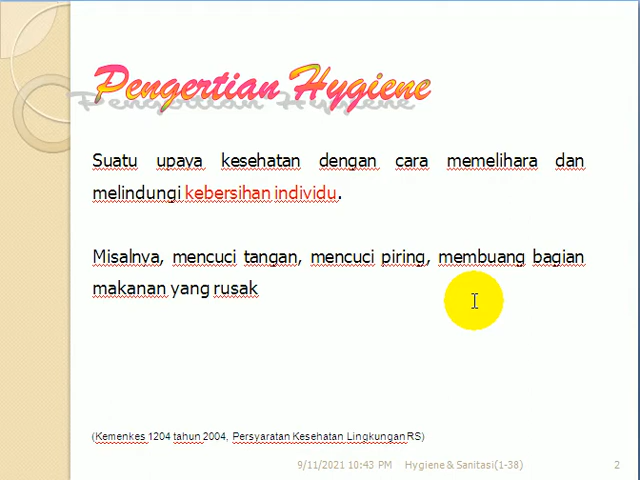 Pengertian Hygiene
Suatu upaya kesehatan dengan cara memelihara dan
melindungi kebersihan individu.
Misalnya, mencuci tangan, mencuci piring, membuang bagian
makanan yang rusak
(Kemenkes 1204 tahun 2004, Persyaratan Kesehatan Lingkungan RS)
9/11/2021 10:43 PM Hygiene & Sanitasi(1-38) 2